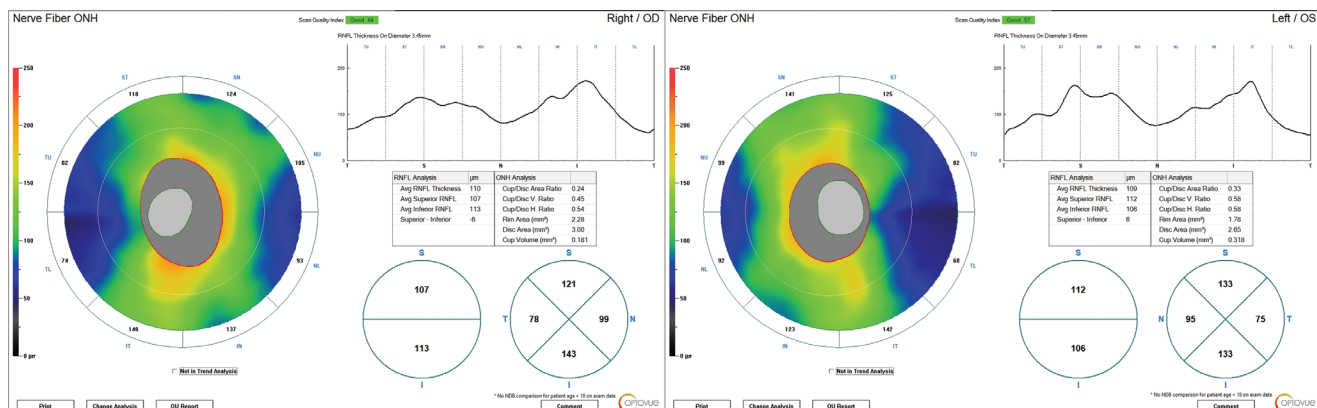 Nerve Fiber ONH
Scan Quality Index Good 64
Right / OD
RNFL Thickness On Diameter 3.45mm
TU ST SN NU NL IN IT TL
200
100
0
T S N I T
250
200
150
100
50
0 µm
ST
SN
118
124
TU
82
105
NU
TL
74
93
NL
148
137
IT
IN
RNFL Analysis µm
Avg RNFL Thickness 110
Avg Superior RNFL 107
Avg Inferior RNFL 113
Superior - Inferior -6
ONH Analysis
Cup/Disc Area Ratio 0.24
Cup/Disc V. Ratio 0.45
Cup/Disc H. Ratio 0.54
Rim Area (mm²) 2.28
Disc Area (mm²) 3.00
Cup Volume (mm³) 0.181
S
107
113
I
S
121
T 78 99 N
143
I
Not in Trend Analysis
* No NDB comparison for patient age < 18 on exam date
Print
Change Analysis
OU Report
Comment
OPTOVUE
Nerve Fiber ONH
Scan Quality Index Good 57
Left / OS
RNFL Thickness On Diameter 3.45mm
TU ST SN NU NL IN IT TL
200
100
0
T S N I T
250
200
150
100
50
0 µm
SN
ST
141
125
NU
99
82
TU
NL
92
68
TL
123
142
IN
IT
RNFL Analysis µm
Avg RNFL Thickness 109
Avg Superior RNFL 112
Avg Inferior RNFL 106
Superior - Inferior 6
ONH Analysis
Cup/Disc Area Ratio 0.33
Cup/Disc V. Ratio 0.58
Cup/Disc H. Ratio 0.58
Rim Area (mm²) 1.78
Disc Area (mm²) 2.65
Cup Volume (mm³) 0.318
S
112
106
I
S
133
N 95 75 T
133
I
Not in Trend Analysis
* No NDB comparison for patient age < 18 on exam date
Print
Change Analysis
OU Report
Comment
OPTOVUE